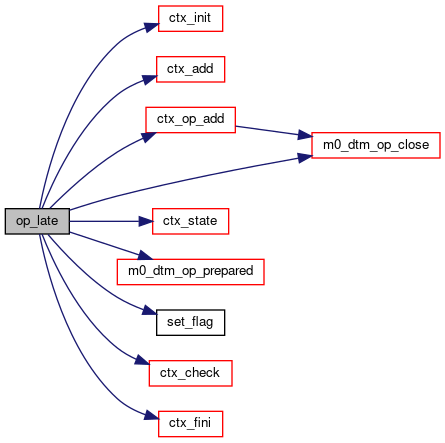 ctx_init
ctx_add
ctx_op_add
m0_dtm_op_close
op_late
ctx_state
m0_dtm_op_prepared
set_flag
ctx_check
ctx_fini